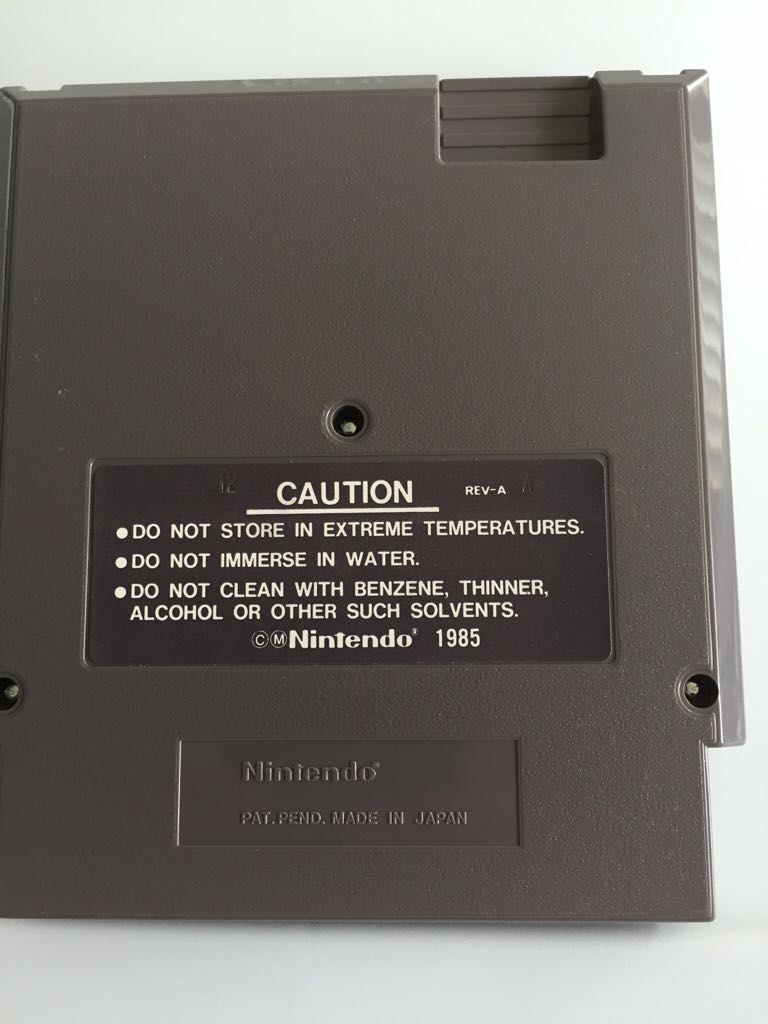 12
CAUTION REV-A A
●DO NOT STORE IN EXTREME TEMPERATURES.
●DO NOT IMMERSE IN WATER.
●DO NOT CLEAN WITH BENZENE, THINNER,
ALCOHOL OR OTHER SUCH SOLVENTS.
©ⓂNintendo® 1985
Nintendo®
PAT. PEND. MADE IN JAPAN